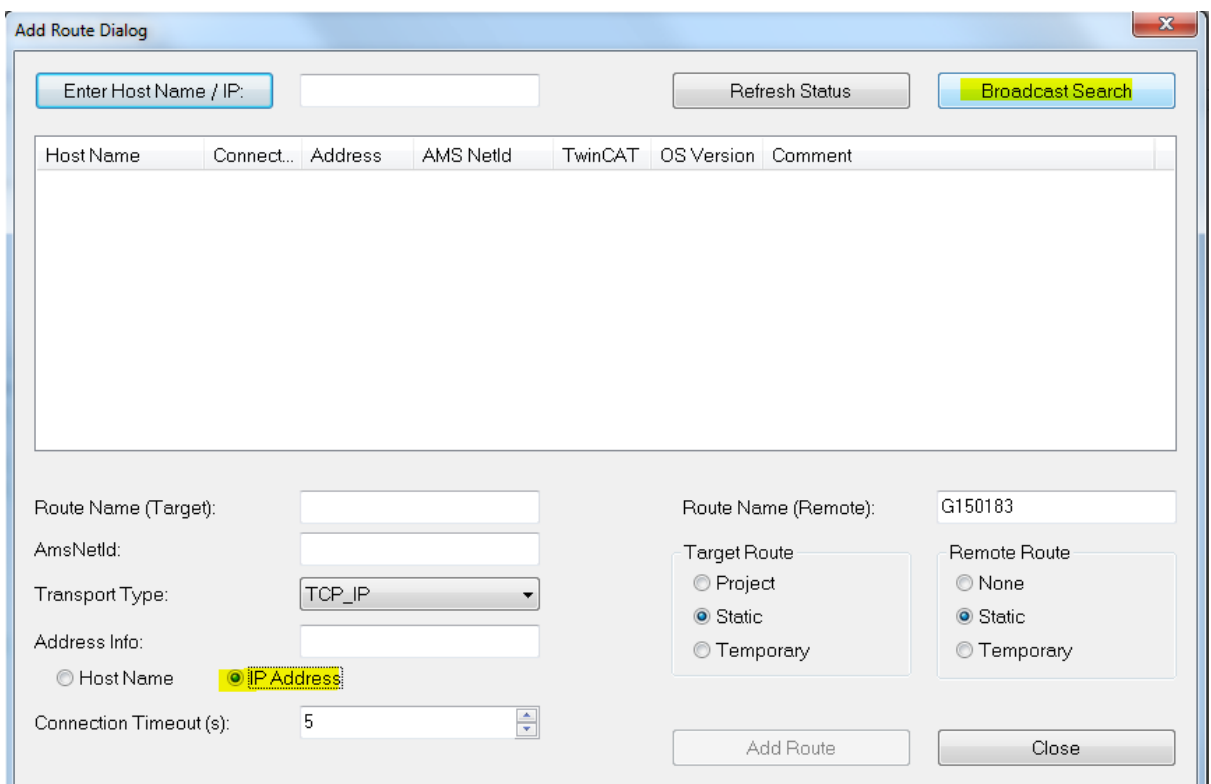 Add Route Dialog
Enter Host Name / IP: Refresh Status Broadcast Search
Host Name Connect... Address AMS NetId TwinCAT OS Version Comment
Route Name (Target): Route Name (Remote): G150183
AmsNetId: Target Route Remote Route
Project None
Transport Type: TCP_IP
Static Static
Address Info:
Temporary Temporary
Host Name IP Address
Connection Timeout (s): 5
Add Route Close